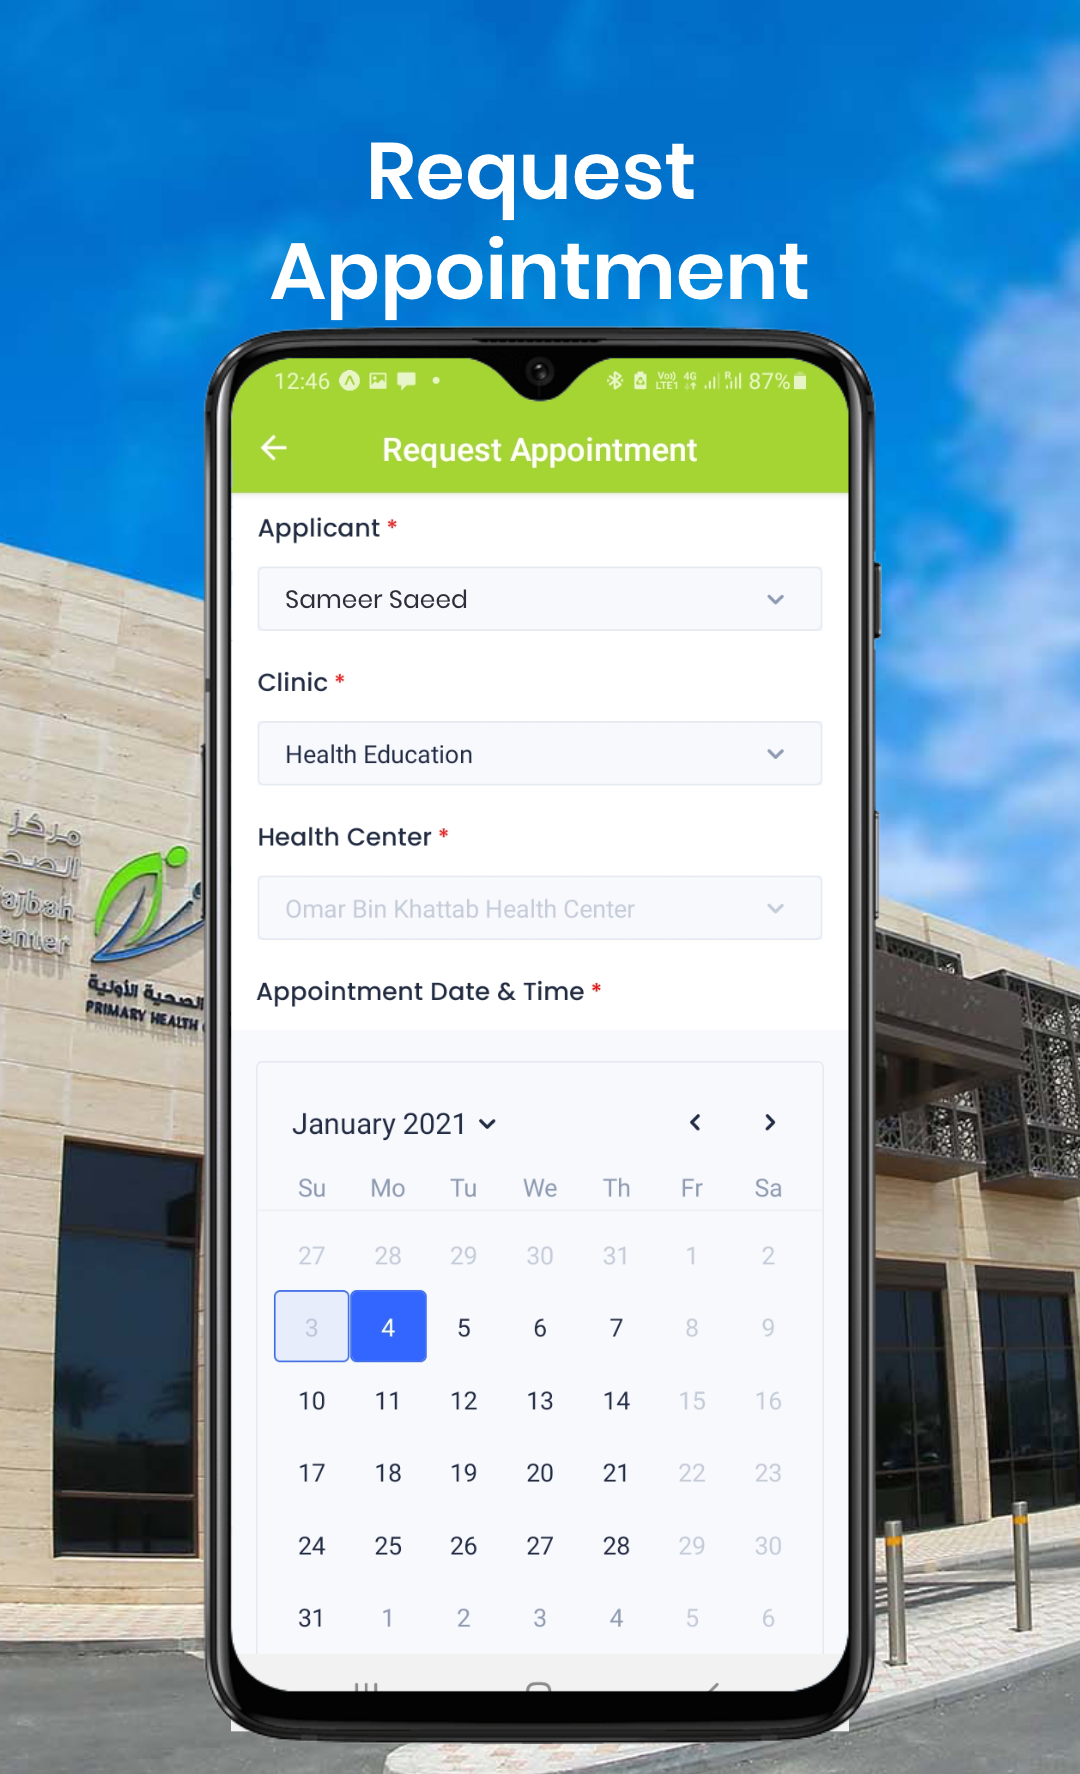 Request
Appointment
12:46
VoI)
LTE1
4G
R
87%
Request Appointment
Applicant *
Sameer Saeed
Clinic *
Health Education
Health Center *
Omar Bin Khattab Health Center
Appointment Date & Time *
January 2021
Su Mo Tu We Th Fr Sa
27 28 29 30 31 1 2
3 4 5 6 7 8 9
10 11 12 13 14 15 16
17 18 19 20 21 22 23
24 25 26 27 28 29 30
31 1 2 3 4 5 6
مركز
الصحية الأولية
PRIMARY HEALTH